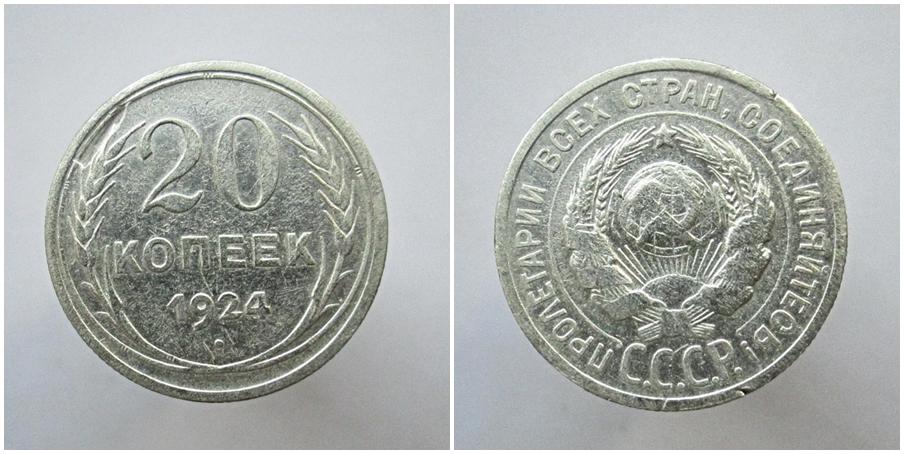 20
КОПЕЕК
1924
ПРОЛЕТАРИИ ВСЕХ СТРАН, СОЕДИНЯЙТЕСЬ!
С.С.С.Р.